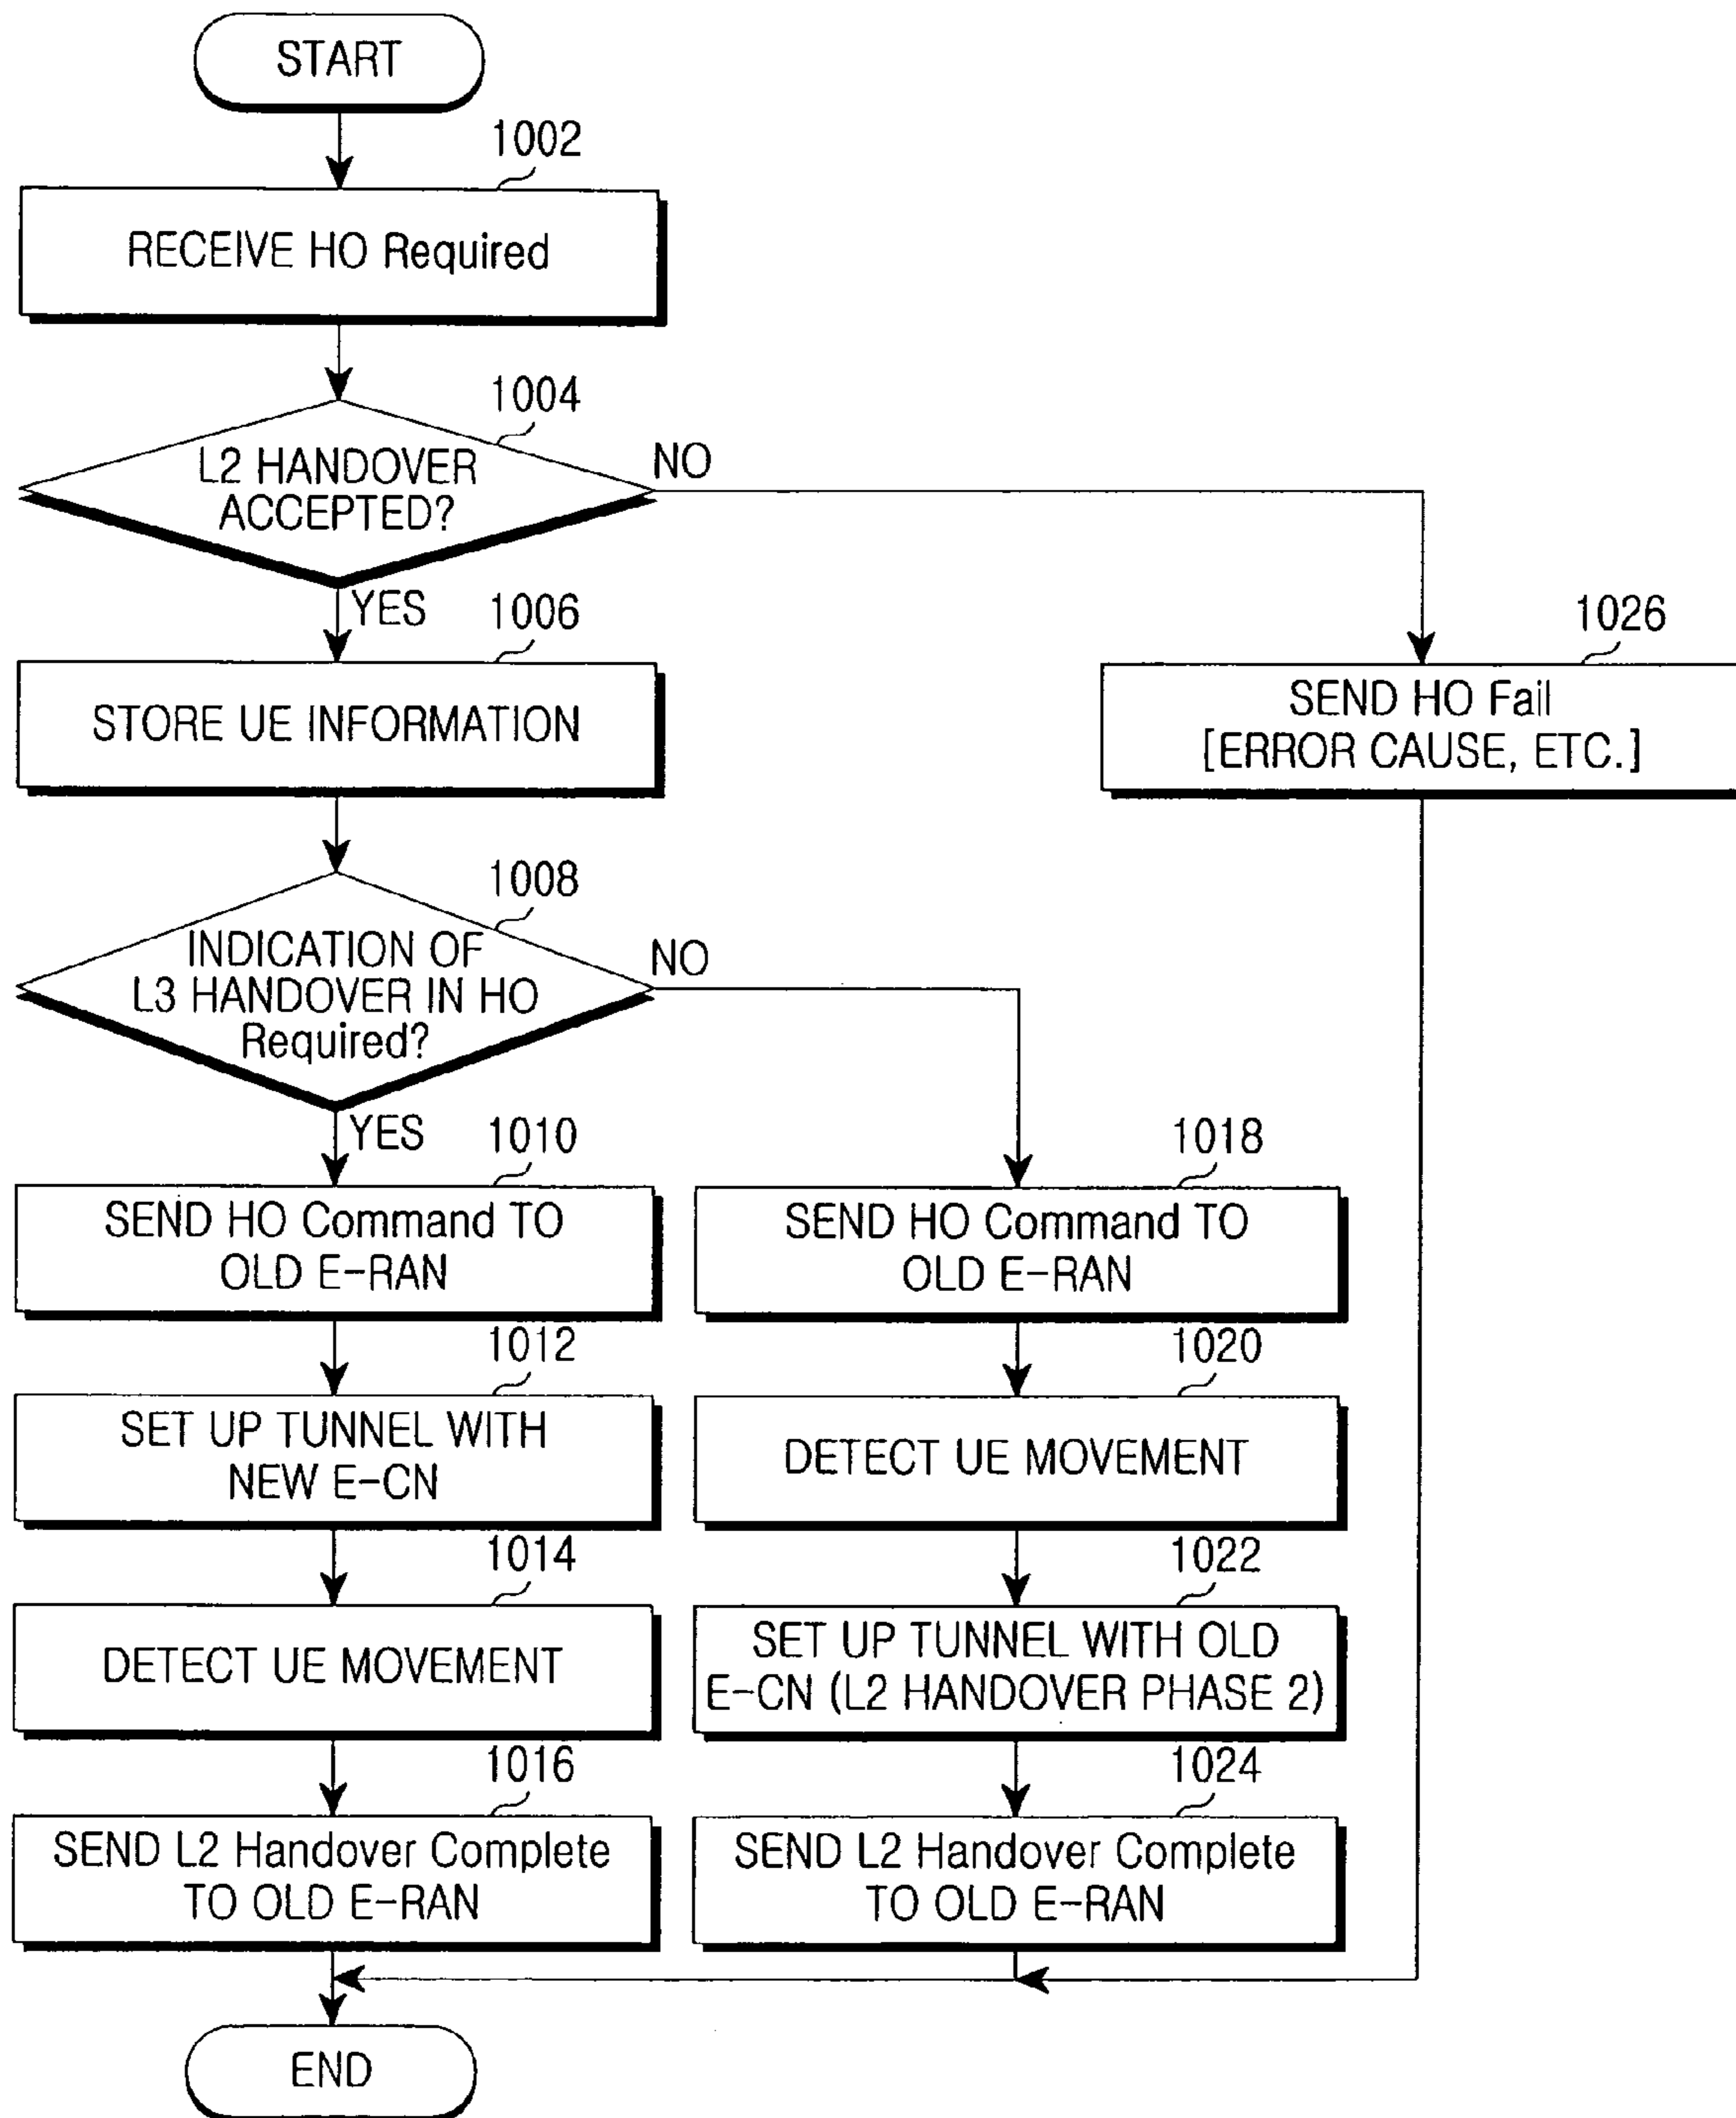 START
1002
RECEIVE HO Required
1004
L2 HANDOVER
ACCEPTED?
NO
YES
1006
STORE UE INFORMATION
1026
SEND HO Fail
[ERROR CAUSE, ETC.]
1008
INDICATION OF
L3 HANDOVER IN HO
Required?
NO
YES
1010
SEND HO Command TO
OLD E-RAN
1018
SEND HO Command TO
OLD E-RAN
1012
SET UP TUNNEL WITH
NEW E-CN
1020
DETECT UE MOVEMENT
1014
DETECT UE MOVEMENT
1022
SET UP TUNNEL WITH OLD
E-CN (L2 HANDOVER PHASE 2)
1016
SEND L2 Handover Complete
TO OLD E-RAN
1024
SEND L2 Handover Complete
TO OLD E-RAN
END